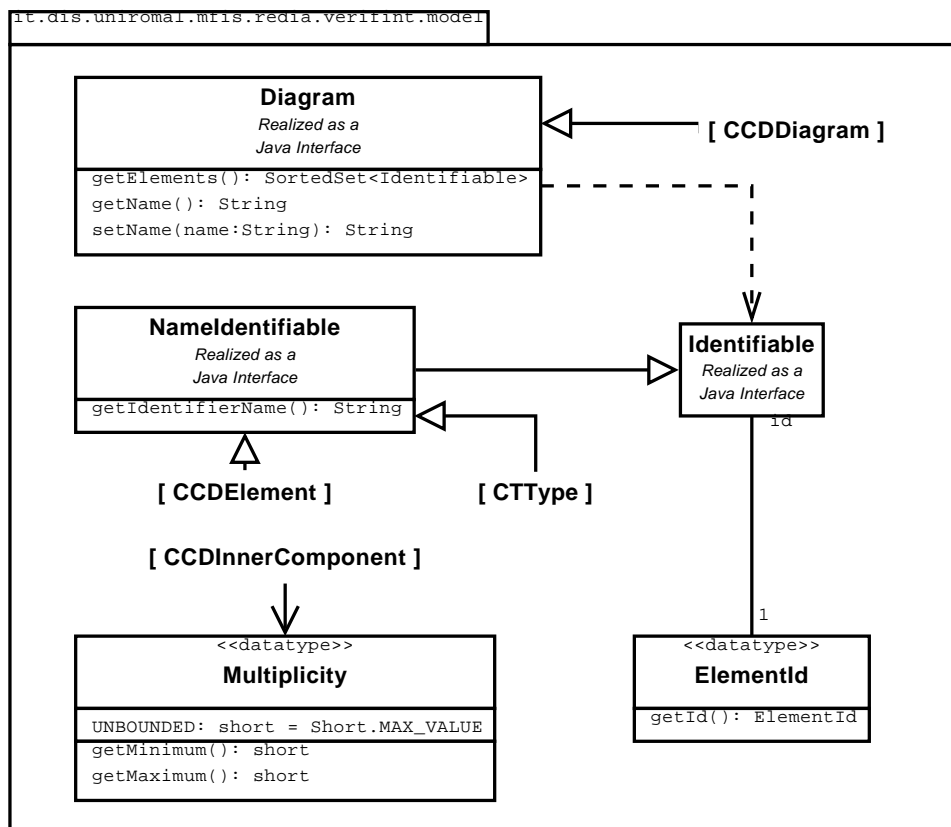 it.dis.uniroma1.mfis.redia.verifint.model
Diagram
Realized as a
Java Interface
getElements(): SortedSet<Identifiable>
getName(): String
setName(name:String): String
[ CCDDiagram ]
NameIdentifiable
Realized as a
Java Interface
getIdentifierName(): String
Identifiable
Realized as a
Java Interface
id
[ CCDElement ]
[ CTType ]
[ CCDInnerComponent ]
1
<<datatype>>
Multiplicity
UNBOUNDED: short = Short.MAX_VALUE
getMinimum(): short
getMaximum(): short
<<datatype>>
ElementId
getId(): ElementId